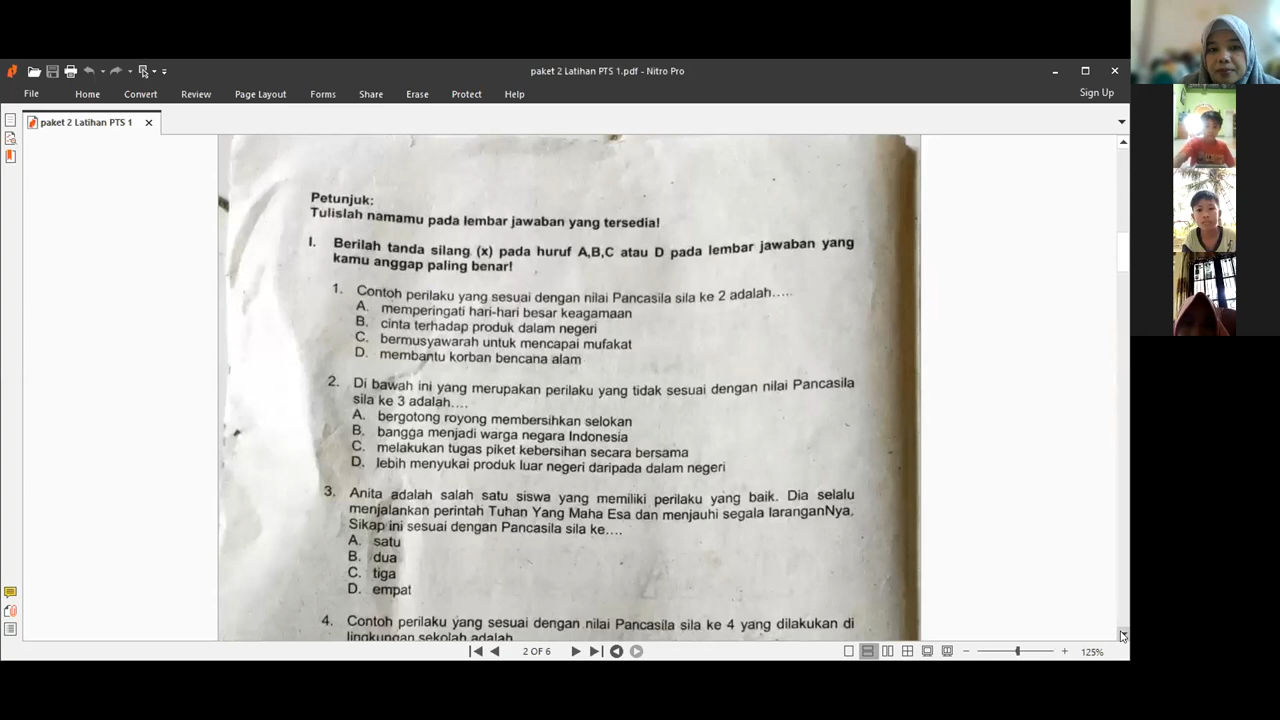 paket 2 Latihan PTS 1.pdf - Nitro Pro
File Home Convert Review Page Layout Forms Share Erase Protect Help
Sign Up
paket 2 Latihan PTS 1
Petunjuk:
Tulislah namamu pada lembar jawaban yang tersedia!
I. Berilah tanda silang (x) pada huruf A,B,C atau D pada lembar jawaban yang
kamu anggap paling benar!
1. Contoh perilaku yang sesuai dengan nilai Pancasila sila ke 2 adalah.....
A. memperingati hari-hari besar keagamaan
B. cinta terhadap produk dalam negeri
C. bermusyawarah untuk mencapai mufakat
D. membantu korban bencana alam
2. Di bawah ini yang merupakan perilaku yang tidak sesuai dengan nilai Pancasila
sila ke 3 adalah....
A. bergotong royong membersihkan selokan
B. bangga menjadi warga negara Indonesia
C. melakukan tugas piket kebersihan secara bersama
D. lebih menyukai produk luar negeri daripada dalam negeri
3. Anita adalah salah satu siswa yang memiliki perilaku yang baik. Dia selalu
menjalankan perintah Tuhan Yang Maha Esa dan menjauhi segala laranganNya.
Sikap ini sesuai dengan Pancasila sila ke....
A. satu
B. dua
C. tiga
D. empat
4. Contoh perilaku yang sesuai dengan nilai Pancasila sila ke 4 yang dilakukan di
lingkungan sekolah adalah
2 OF 6
125%